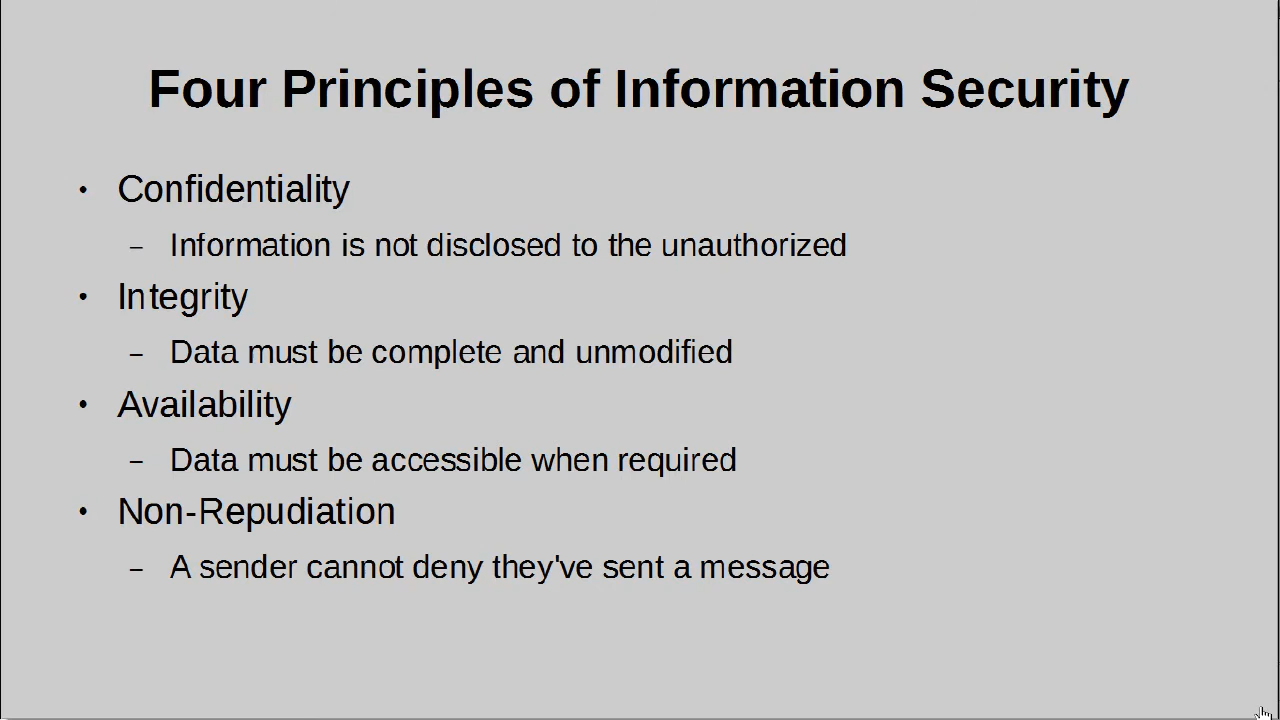 Four Principles of Information Security
• Confidentiality
– Information is not disclosed to the unauthorized
• Integrity
– Data must be complete and unmodified
• Availability
– Data must be accessible when required
• Non-Repudiation
– A sender cannot deny they've sent a message